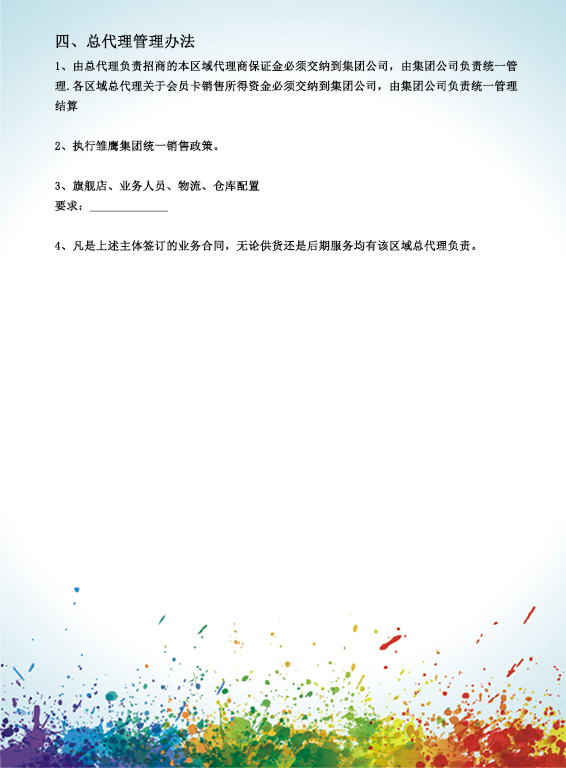 四、总代理管理办法
1、由总代理负责招商的本区域代理商保证金必须交纳到集团公司，由集团公司负责统一管
理.各区域总代理关于会员卡销售所得资金必须交纳到集团公司，由集团公司负责统一管理
结算
2、执行雏鹰集团统一销售政策。
3、旗舰店、业务人员、物流、仓库配置
要求：______________
4、凡是上述主体签订的业务合同，无论供货还是后期服务均有该区域总代理负责。